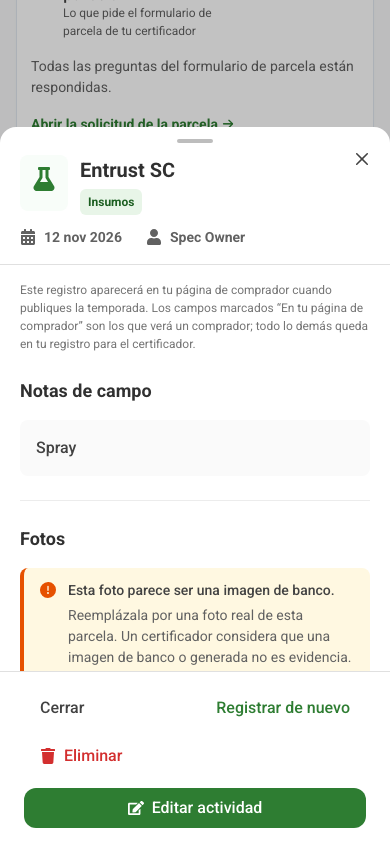 Lo que pide el formulario de
parcela de tu certificador
Todas las preguntas del formulario de parcela están
respondidas.
Abrir la solicitud de la parcela →
Entrust SC
Insumos
12 nov 2026 Spec Owner
Este registro aparecerá en tu página de comprador cuando
publiques la temporada. Los campos marcados “En tu página de
comprador” son los que verá un comprador; todo lo demás queda
en tu registro para el certificador.
Notas de campo
Spray
Fotos
Esta foto parece ser una imagen de banco.
Reemplázala por una foto real de esta
parcela. Un certificador considera que una
imagen de banco o generada no es evidencia.
Cerrar Registrar de nuevo
Eliminar
Editar actividad